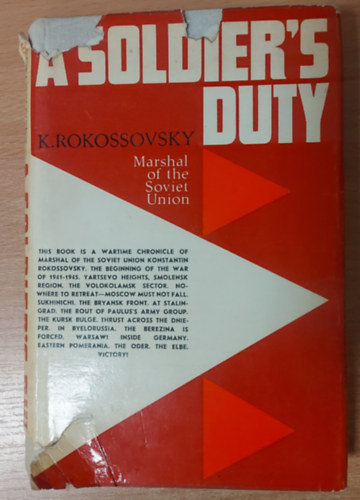 A SOLDIER'S
DUTY
K. ROKOSSOVSKY
Marshal
of the
Soviet
Union
THIS BOOK IS A WARTIME CHRONICLE OF
MARSHAL OF THE SOVIET UNION KONSTANTIN
ROKOSSOVSKY. THE BEGINNING OF THE WAR
OF 1941-1945. YARTSEVO HEIGHTS, SMOLENSK
REGION. THE VOLOKOLAMSK SECTOR. NO-
WHERE TO RETREAT—MOSCOW MUST NOT FALL.
SUKHINICHI. THE BRYANSK FRONT. AT STALIN-
GRAD. THE ROUT OF PAULUS'S ARMY GROUP.
THE KURSK BULGE. THRUST ACROSS THE DNIE-
PER. IN BYELORUSSIA. THE BEREZINA IS
FORCED. WARSAW! INSIDE GERMANY.
EASTERN POMERANIA. THE ODER. THE ELBE.
VICTORY!